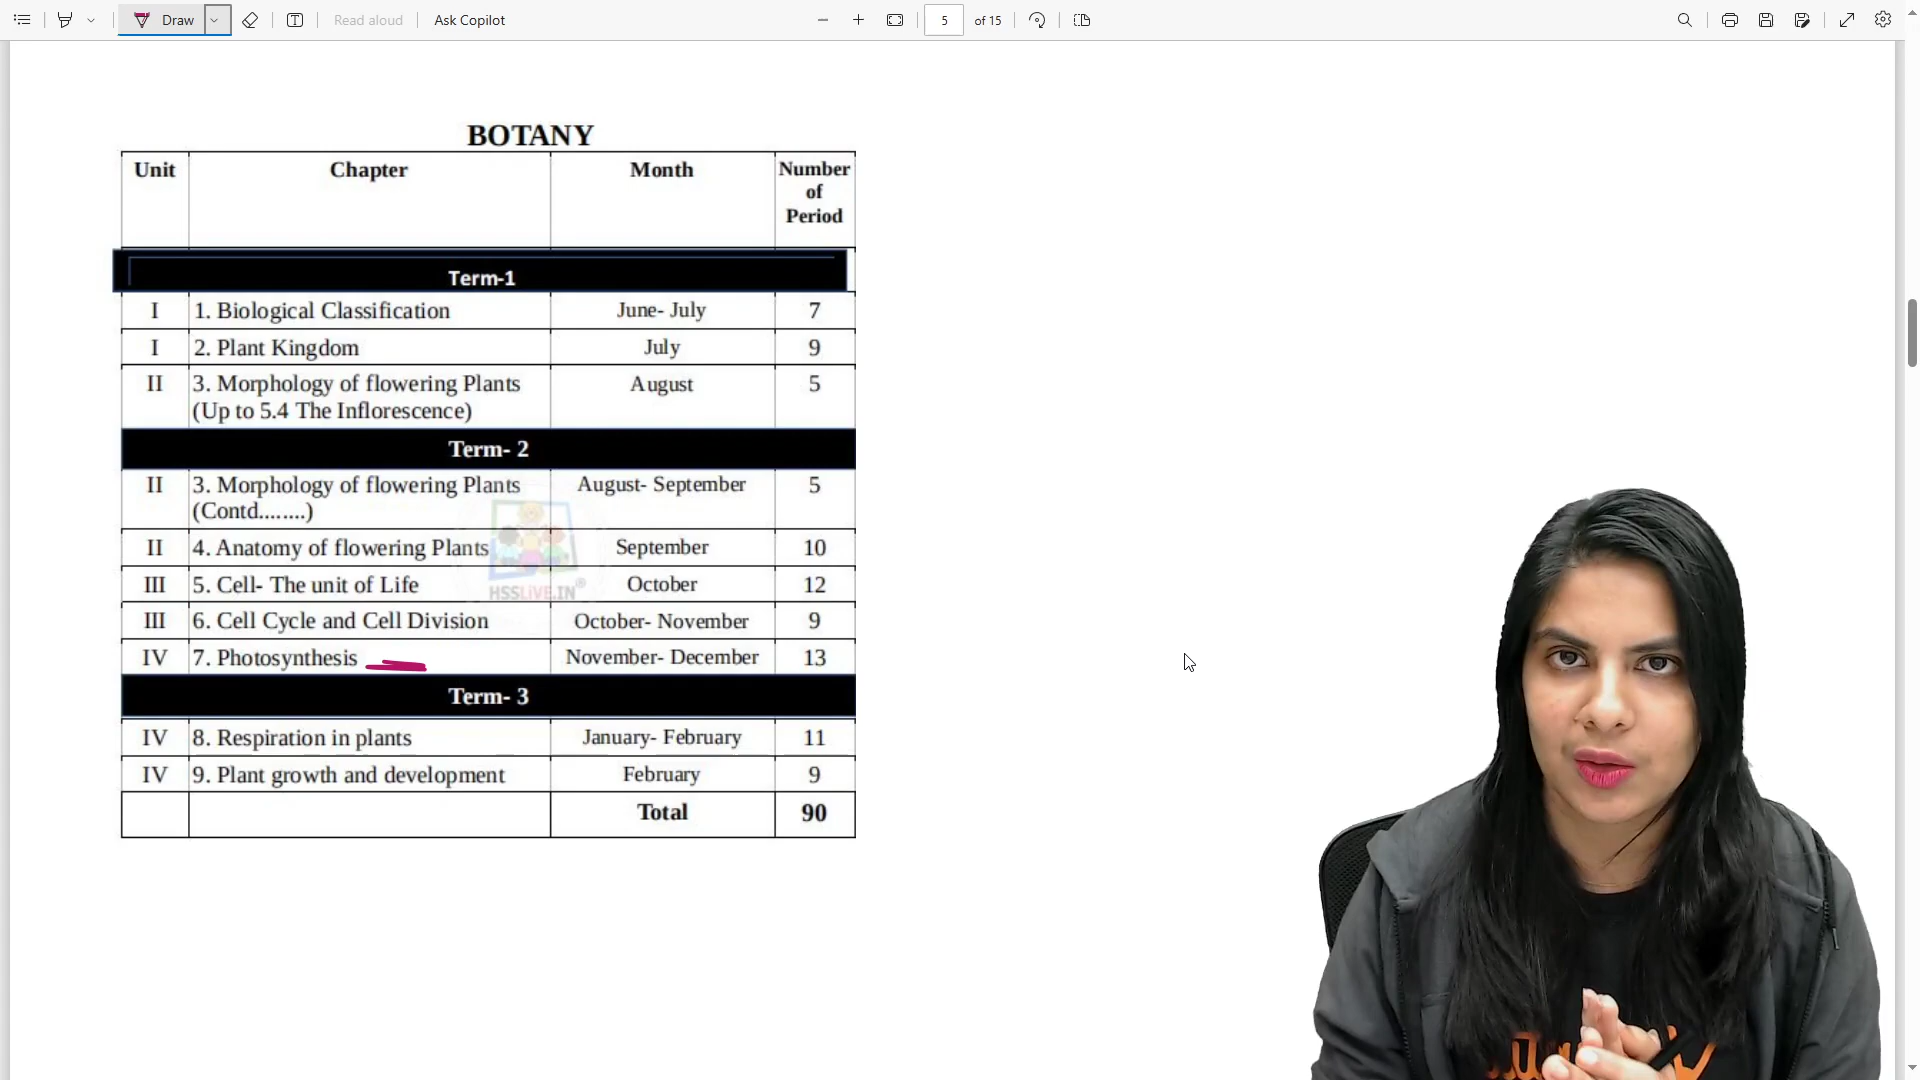 Draw
Read aloud
Ask Copilot
5
of 15
BOTANY
Unit
Chapter
Month
Number
of
Period
Term-1
I 1. Biological Classification June- July 7
I 2. Plant Kingdom July 9
II 3. Morphology of flowering Plants August 5
(Up to 5.4 The Inflorescence)
Term- 2
II 3. Morphology of flowering Plants August- September 5
(Contd........)
II 4. Anatomy of flowering Plants September 10
III 5. Cell- The unit of Life October 12
HSSLiVE.IN®
III 6. Cell Cycle and Cell Division October- November 9
IV 7. Photosynthesis November- December 13
Term- 3
IV 8. Respiration in plants January- February 11
IV 9. Plant growth and development February 9
Total 90